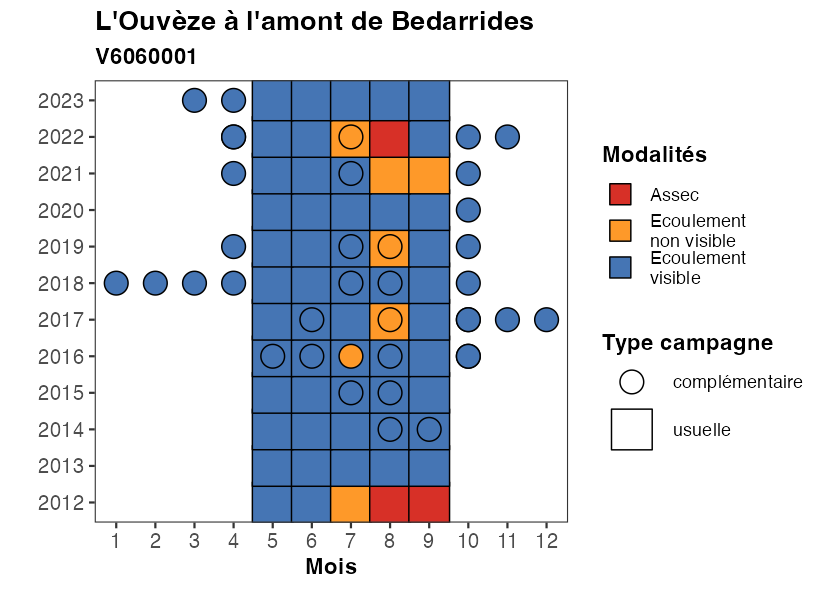 L'Ouvèze à l'amont de Bedarrides
V6060001
2023
2022
2021
2020
2019
2018
2017
2016
2015
2014
2013
2012
1 2 3 4 5 6 7 8 9 10 11 12
Mois
Modalités
Assec
Ecoulement
non visible
Ecoulement
visible
Type campagne
complémentaire
usuelle